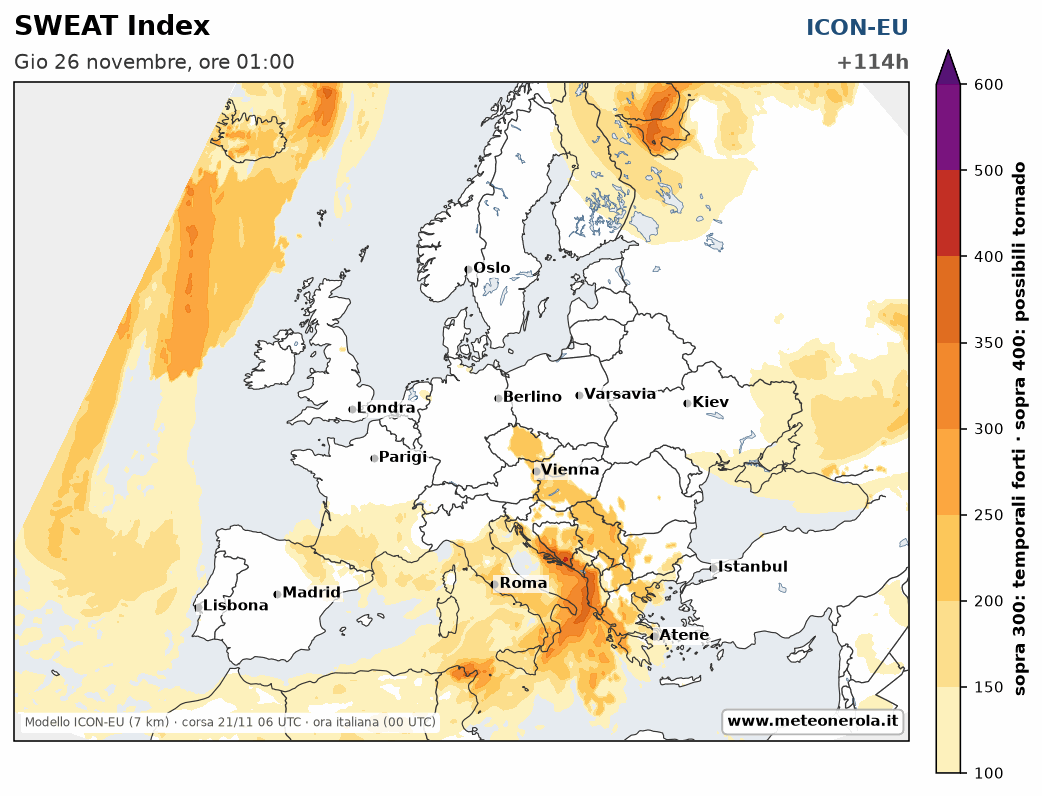 SWEAT Index
ICON-EU
Gio 26 novembre, ore 01:00
+114h
Oslo
Londra
Berlino
Varsavia
Kiev
Parigi
Vienna
Istanbul
Roma
Madrid
Lisbona
Atene
Modello ICON-EU (7 km) · corsa 21/11 06 UTC · ora italiana (00 UTC)
www.meteonerola.it
600
500
400
350
300
250
200
150
100
sopra 300: temporali forti · sopra 400: possibili tornado